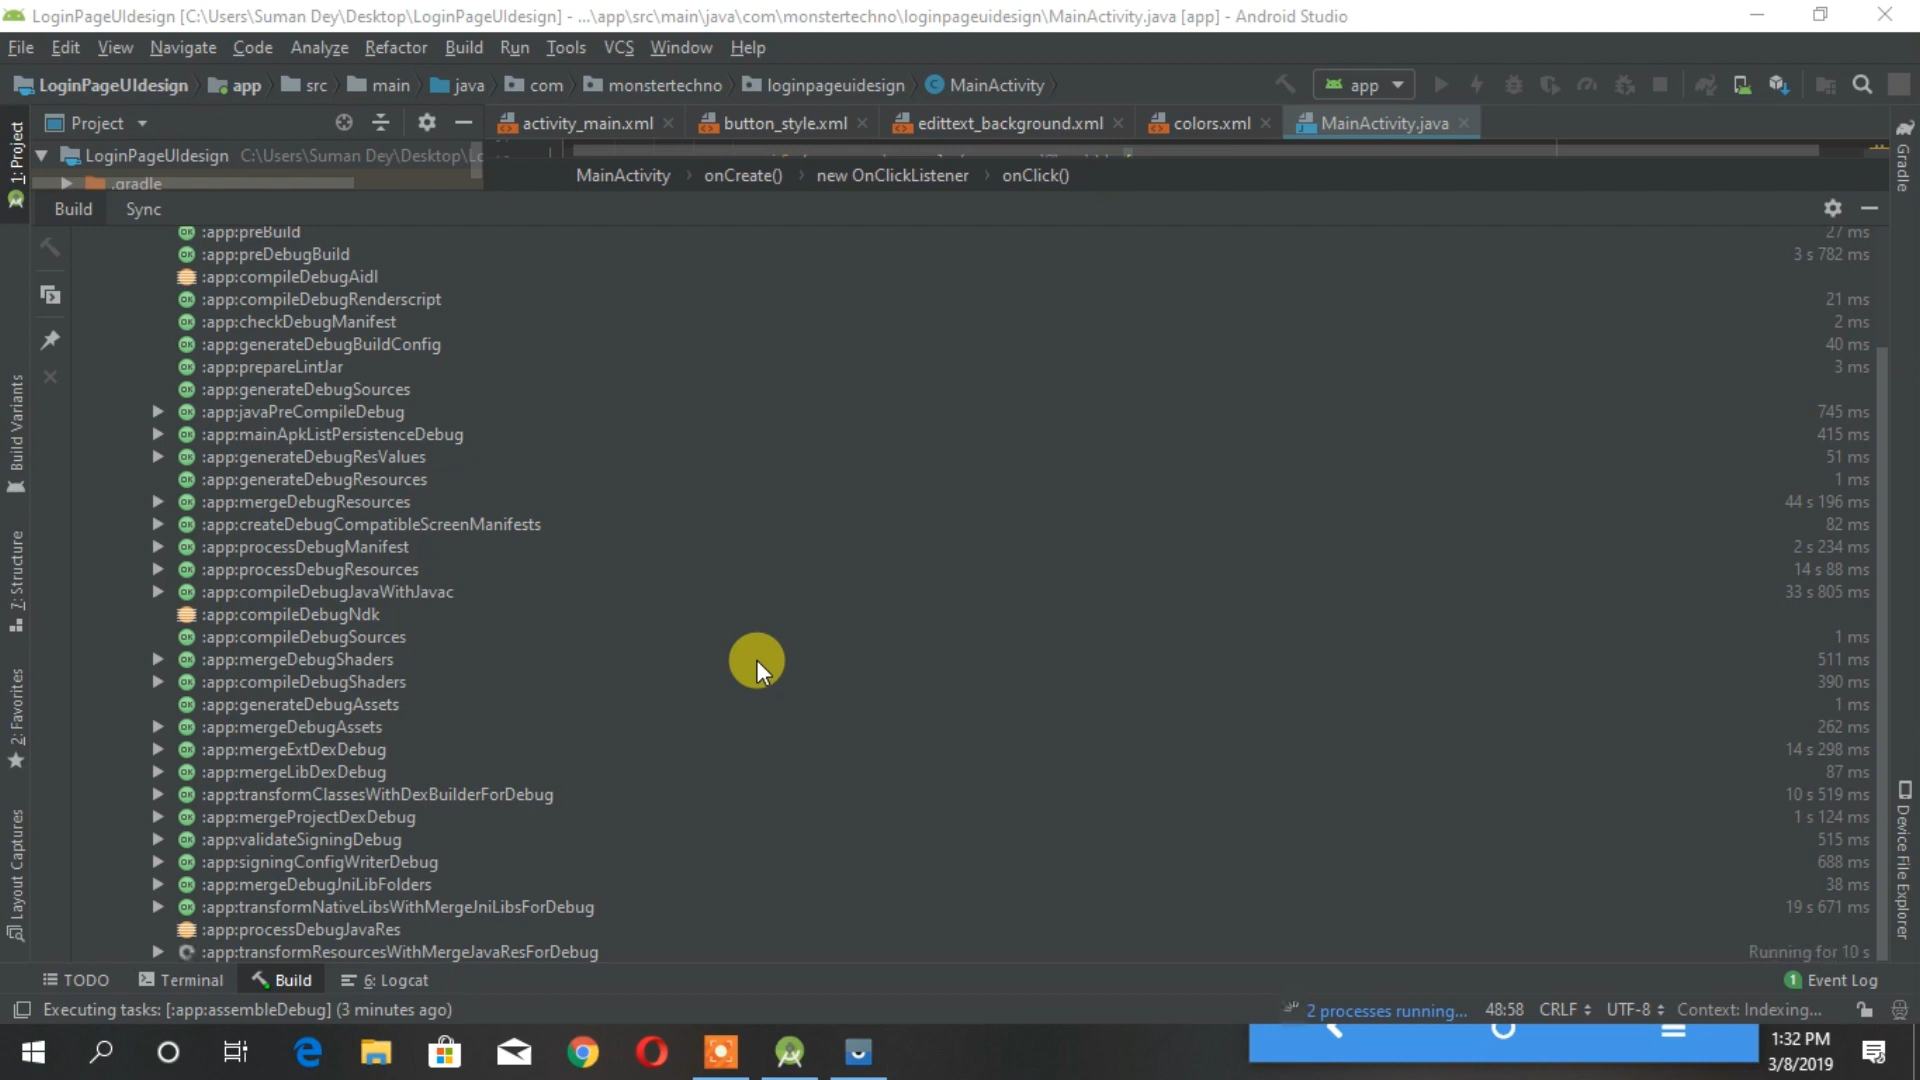 LoginPageUIdesign [C:\Users\Suman Dey\Desktop\LoginPageUIdesign] - ...\app\src\main\java\com\monstertechno\loginpageuidesign\MainActivity.java [app] - Android Studio
File Edit View Navigate Code Analyze Refactor Build Run Tools VCS Window Help
LoginPageUIdesign app src main java com monstertechno loginpageuidesign MainActivity app
Project activity_main.xml button_style.xml edittext_background.xml colors.xml MainActivity.java
LoginPageUIdesign C:\Users\Suman Dey\Desktop\Lo
.gradle
MainActivity onCreate() new OnClickListener onClick()
Build Sync
:app:preBuild 27 ms
:app:preDebugBuild 3 s 782 ms
:app:compileDebugAidl
:app:compileDebugRenderscript 21 ms
:app:checkDebugManifest 2 ms
:app:generateDebugBuildConfig 40 ms
:app:prepareLintJar 3 ms
:app:generateDebugSources
:app:javaPreCompileDebug 745 ms
:app:mainApkListPersistenceDebug 415 ms
:app:generateDebugResValues 51 ms
:app:generateDebugResources 1 ms
:app:mergeDebugResources 44 s 196 ms
:app:createDebugCompatibleScreenManifests 82 ms
:app:processDebugManifest 2 s 234 ms
:app:processDebugResources 14 s 88 ms
:app:compileDebugJavaWithJavac 33 s 805 ms
:app:compileDebugNdk
:app:compileDebugSources 1 ms
:app:mergeDebugShaders 511 ms
:app:compileDebugShaders 390 ms
:app:generateDebugAssets 1 ms
:app:mergeDebugAssets 262 ms
:app:mergeExtDexDebug 14 s 298 ms
:app:mergeLibDexDebug 87 ms
:app:transformClassesWithDexBuilderForDebug 10 s 519 ms
:app:mergeProjectDexDebug 1 s 124 ms
:app:validateSigningDebug 515 ms
:app:signingConfigWriterDebug 688 ms
:app:mergeDebugJniLibFolders 38 ms
:app:transformNativeLibsWithMergeJniLibsForDebug 19 s 671 ms
:app:processDebugJavaRes
:app:transformResourcesWithMergeJavaResForDebug Running for 10 s
1: Project
Build Variants
7: Structure
2: Favorites
Layout Captures
Gradle
Device File Explorer
TODO Terminal Build 6: Logcat 1 Event Log
Executing tasks: [:app:assembleDebug] (3 minutes ago) 2 processes running... 48:58 CRLF UTF-8 Context: Indexing...
1:32 PM
3/8/2019